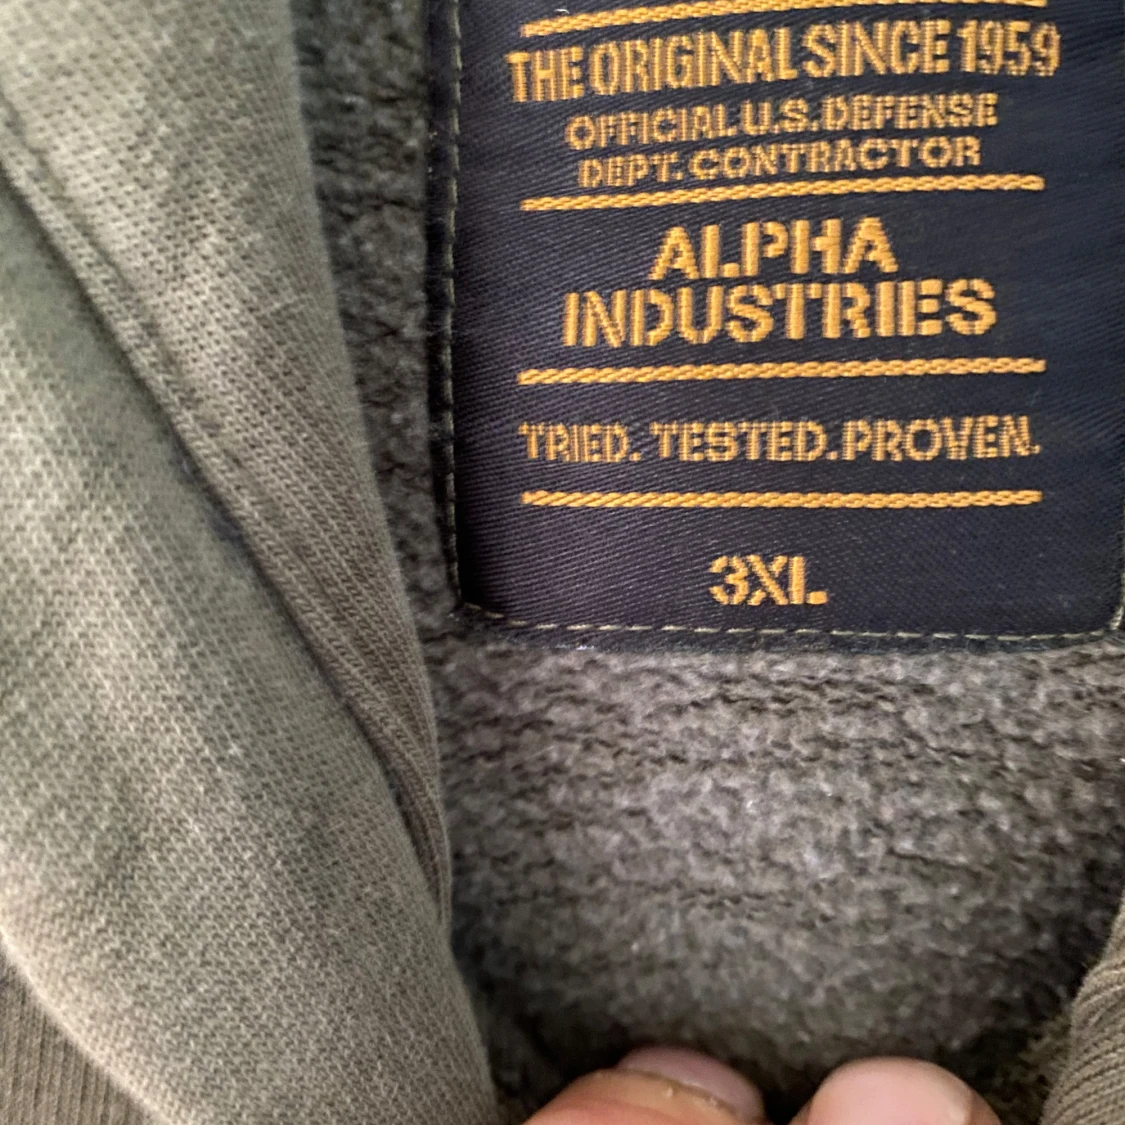 THE ORIGINAL SINCE 1959
OFFICIAL U.S. DEFENSE
DEPT. CONTRACTOR
ALPHA
INDUSTRIES
TRIED. TESTED. PROVEN.
3XL